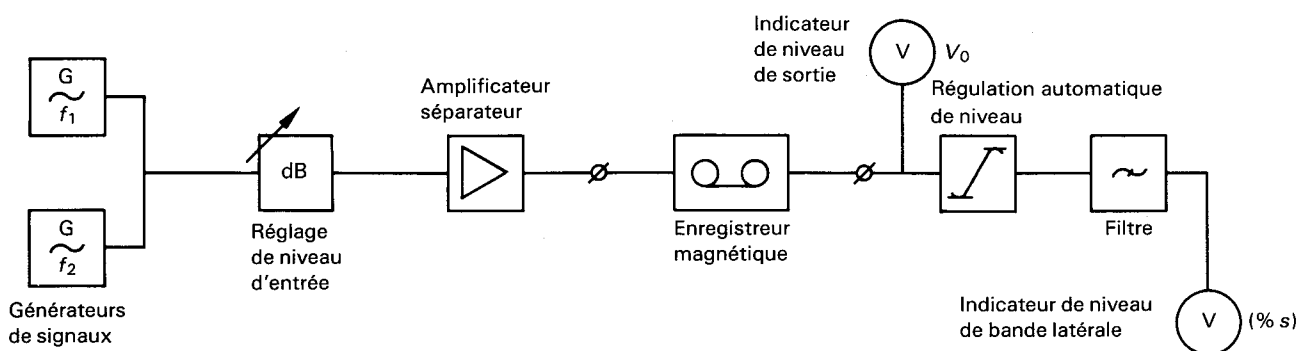 G
f1
G
f2
Générateurs
de signaux
dB
Réglage
de niveau
d'entrée
Amplificateur
séparateur
Enregistreur
magnétique
Indicateur
de niveau
de sortie
V
V0
Régulation automatique
de niveau
Filtre
Indicateur de niveau
de bande latérale
V
(% s)